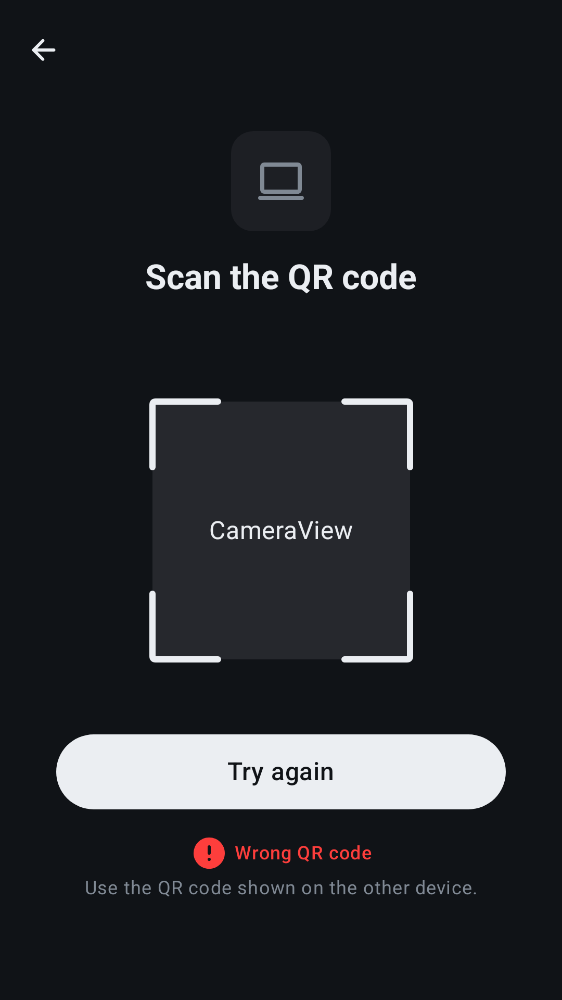 Scan the QR code
CameraView
Try again
Wrong QR code
Use the QR code shown on the other device.